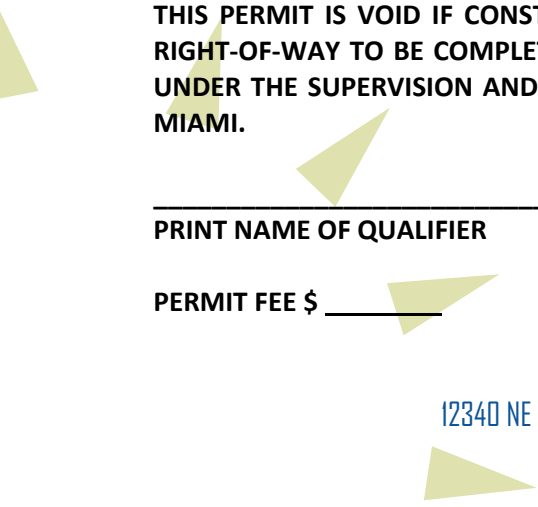 THIS PERMIT IS VOID IF CONST
RIGHT-OF-WAY TO BE COMPLET
UNDER THE SUPERVISION AND
MIAMI.
PRINT NAME OF QUALIFIER
PERMIT FEE $ ________
12340 NE